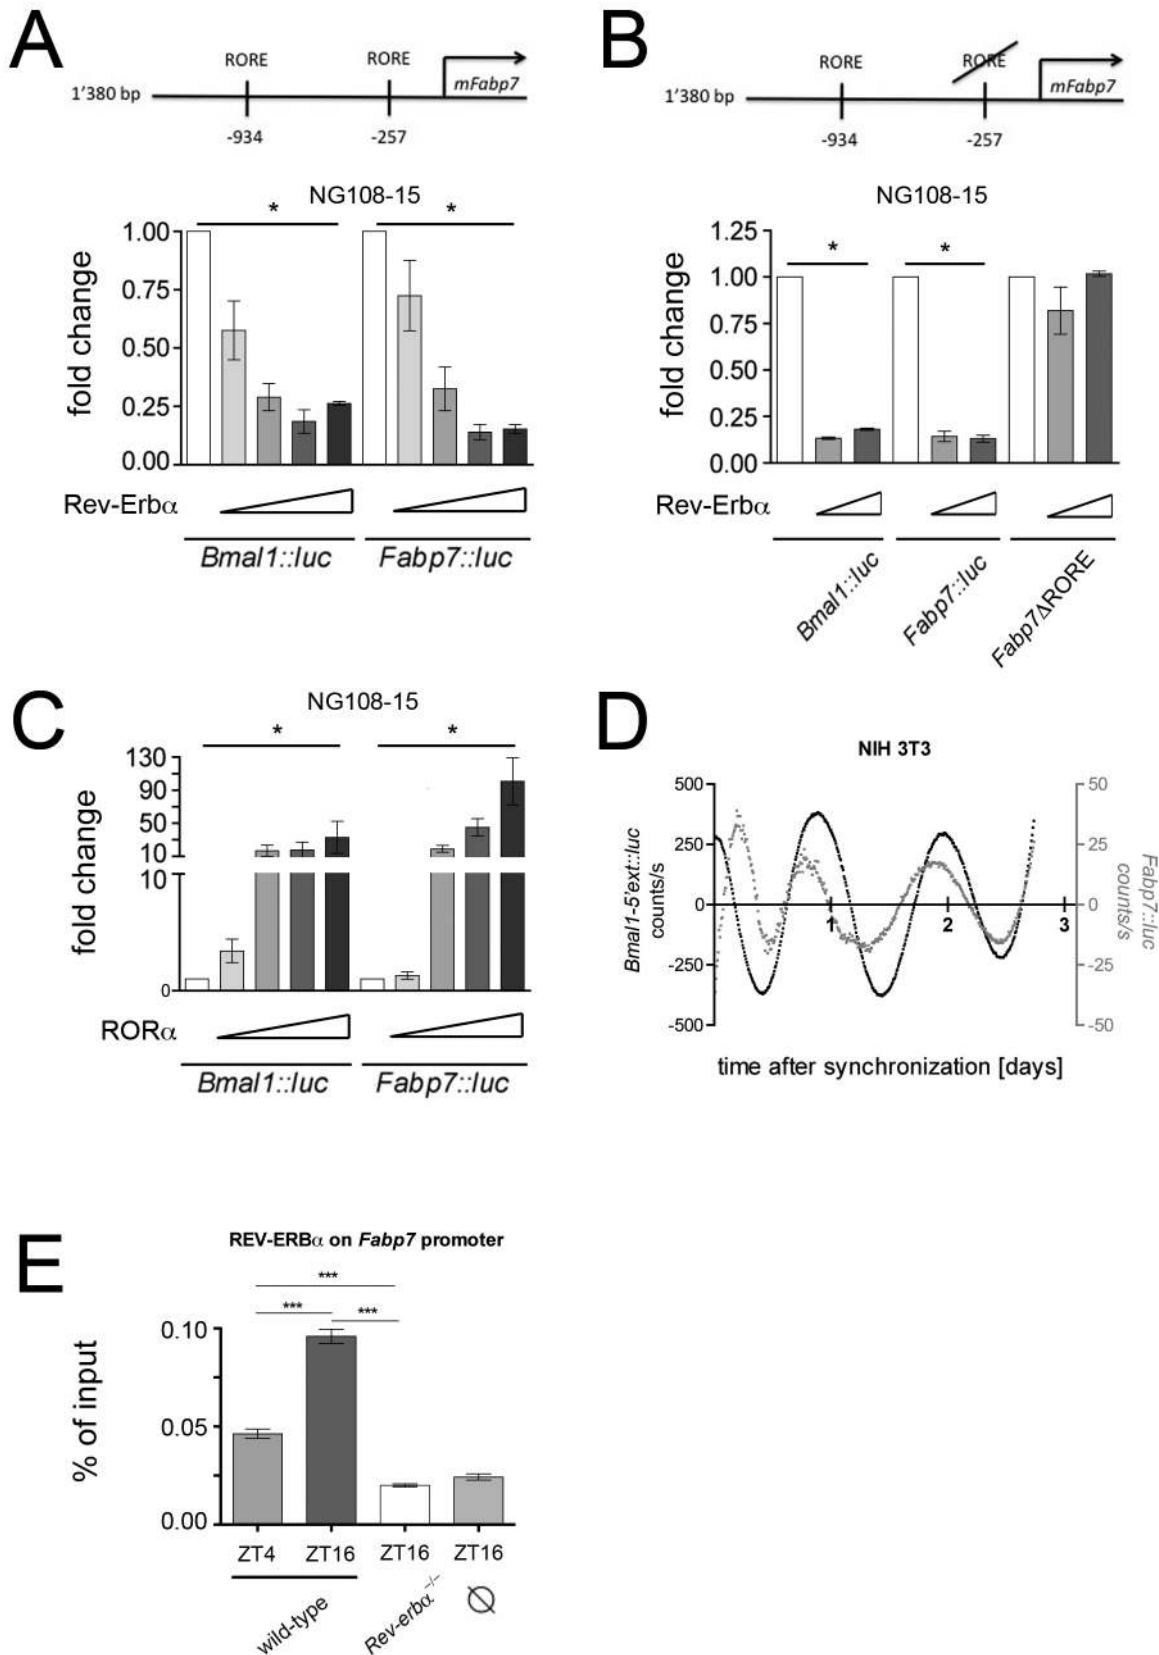 A
RORE
RORE
1'380 bp
mFabp7
-934
-257
NG108-15
*
*
fold change
1.00
0.75
0.50
0.25
0.00
Rev-Erbα
Bmal1::luc
Fabp7::luc
B
RORE
RORE
1'380 bp
mFabp7
-934
-257
NG108-15
*
*
fold change
1.25
1.00
0.75
0.50
0.25
0.00
Rev-Erbα
Bmal1::luc
Fabp7::luc
Fabp7ΔRORE
C
NG108-15
*
*
fold change
130
90
50
10
fold change
10
0
RORα
Bmal1::luc
Fabp7::luc
D
NIH 3T3
Bmal1-5'ext::luc
counts/s
500
250
0
-250
-500
1
2
3
50
25
0
-25
-50
Fabp7::luc
counts/s
time after synchronization [days]
E
REV-ERBα on Fabp7 promoter
***
***
***
% of input
0.10
0.05
0.00
ZT4
ZT16
ZT16
ZT16
wild-type
Rev-erbα-/-
∅